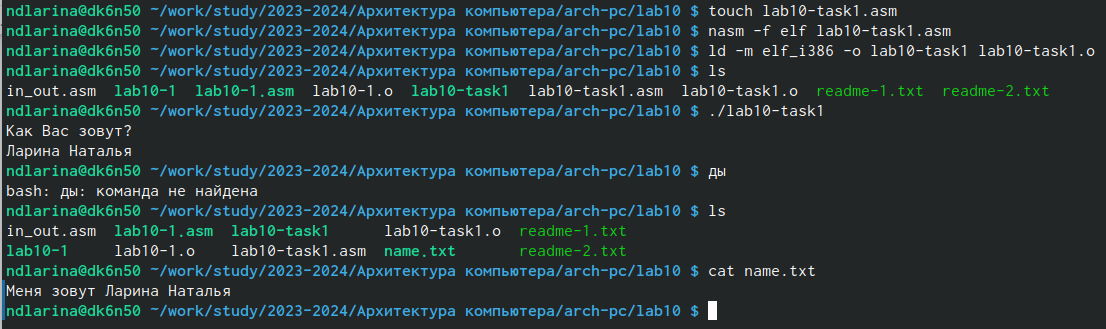 ndlarina@dk6n50 ~/work/study/2023-2024/Архитектура компьютера/arch-pc/lab10 $ touch lab10-task1.asm
ndlarina@dk6n50 ~/work/study/2023-2024/Архитектура компьютера/arch-pc/lab10 $ nasm -f elf lab10-task1.asm
ndlarina@dk6n50 ~/work/study/2023-2024/Архитектура компьютера/arch-pc/lab10 $ ld -m elf_i386 -o lab10-task1 lab10-task1.o
ndlarina@dk6n50 ~/work/study/2023-2024/Архитектура компьютера/arch-pc/lab10 $ ls
in_out.asm  lab10-1  lab10-1.asm  lab10-1.o  lab10-task1  lab10-task1.asm  lab10-task1.o  readme-1.txt  readme-2.txt
ndlarina@dk6n50 ~/work/study/2023-2024/Архитектура компьютера/arch-pc/lab10 $ ./lab10-task1
Как Вас зовут?
Ларина Наталья
ndlarina@dk6n50 ~/work/study/2023-2024/Архитектура компьютера/arch-pc/lab10 $ ды
bash: ды: команда не найдена
ndlarina@dk6n50 ~/work/study/2023-2024/Архитектура компьютера/arch-pc/lab10 $ ls
in_out.asm  lab10-1.asm  lab10-task1      lab10-task1.o  readme-1.txt
lab10-1     lab10-1.o    lab10-task1.asm  name.txt       readme-2.txt
ndlarina@dk6n50 ~/work/study/2023-2024/Архитектура компьютера/arch-pc/lab10 $ cat name.txt
Меня зовут Ларина Наталья
ndlarina@dk6n50 ~/work/study/2023-2024/Архитектура компьютера/arch-pc/lab10 $